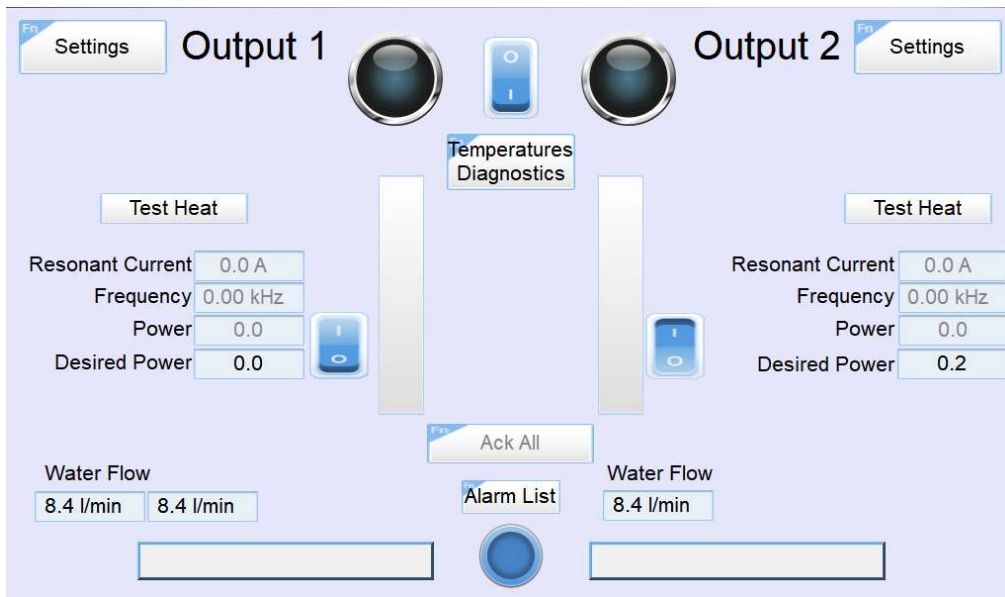 Fn
Settings
Output 1
O
I
Output 2
Fn
Settings
Temperatures
Diagnostics
Test Heat
Resonant Current 0.0 A
Frequency 0.00 kHz
Power 0.0
Desired Power 0.0
I
O
Test Heat
Resonant Current 0.0 A
Frequency 0.00 kHz
Power 0.0
Desired Power 0.2
I
O
Fn
Ack All
Water Flow
8.4 l/min 8.4 l/min
Alarm List
Water Flow
8.4 l/min